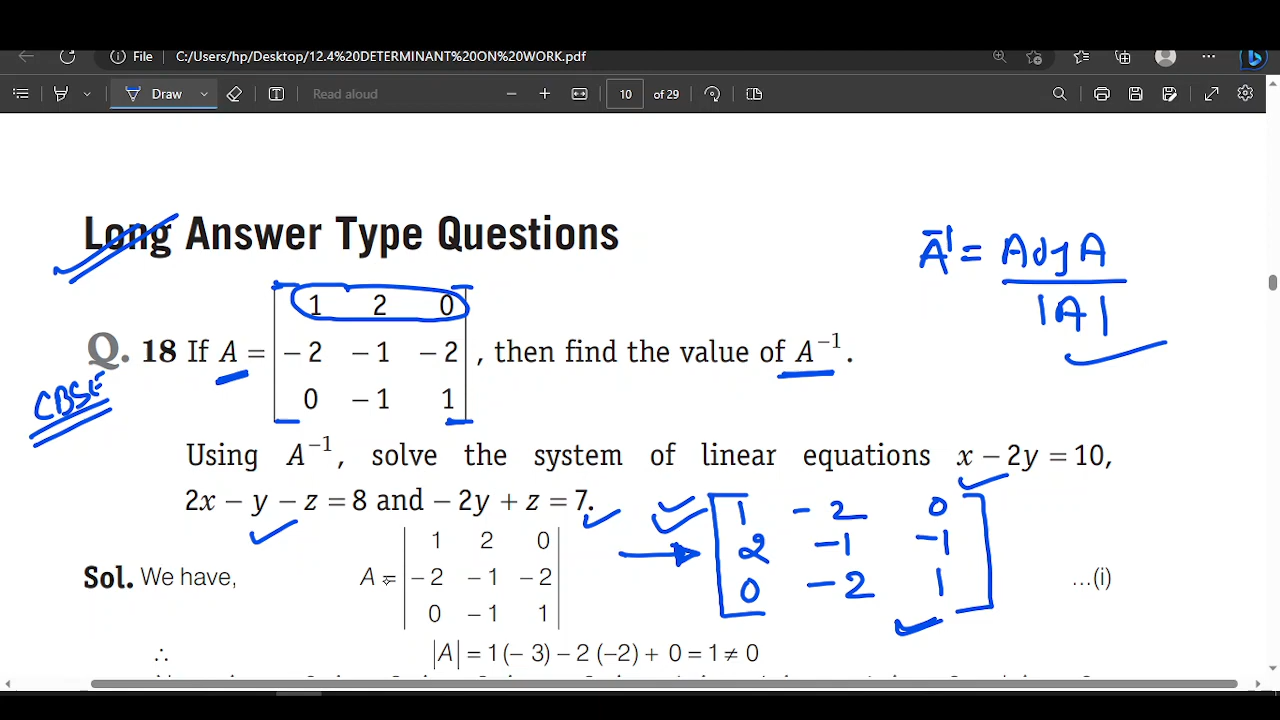 File C:/Users/hp/Desktop/12.4%20DETERMINANT%20ON%20WORK.pdf
Draw Read aloud 10 of 29
Long Answer Type Questions
A⁻¹ = AdjA
|A|
1 2 0
Q. 18 If A = − 2 − 1 − 2 , then find the value of A⁻¹.
0 − 1 1
CBSE
Using A⁻¹, solve the system of linear equations x − 2y = 10,
2x − y − z = 8 and − 2y + z = 7.
1 - 2 0
2 -1 -1
0 -2 1
1 2 0
Sol. We have, A = − 2 − 1 − 2 ...(i)
0 − 1 1
∴ |A| = 1(− 3) − 2 (−2) + 0 = 1 ≠ 0